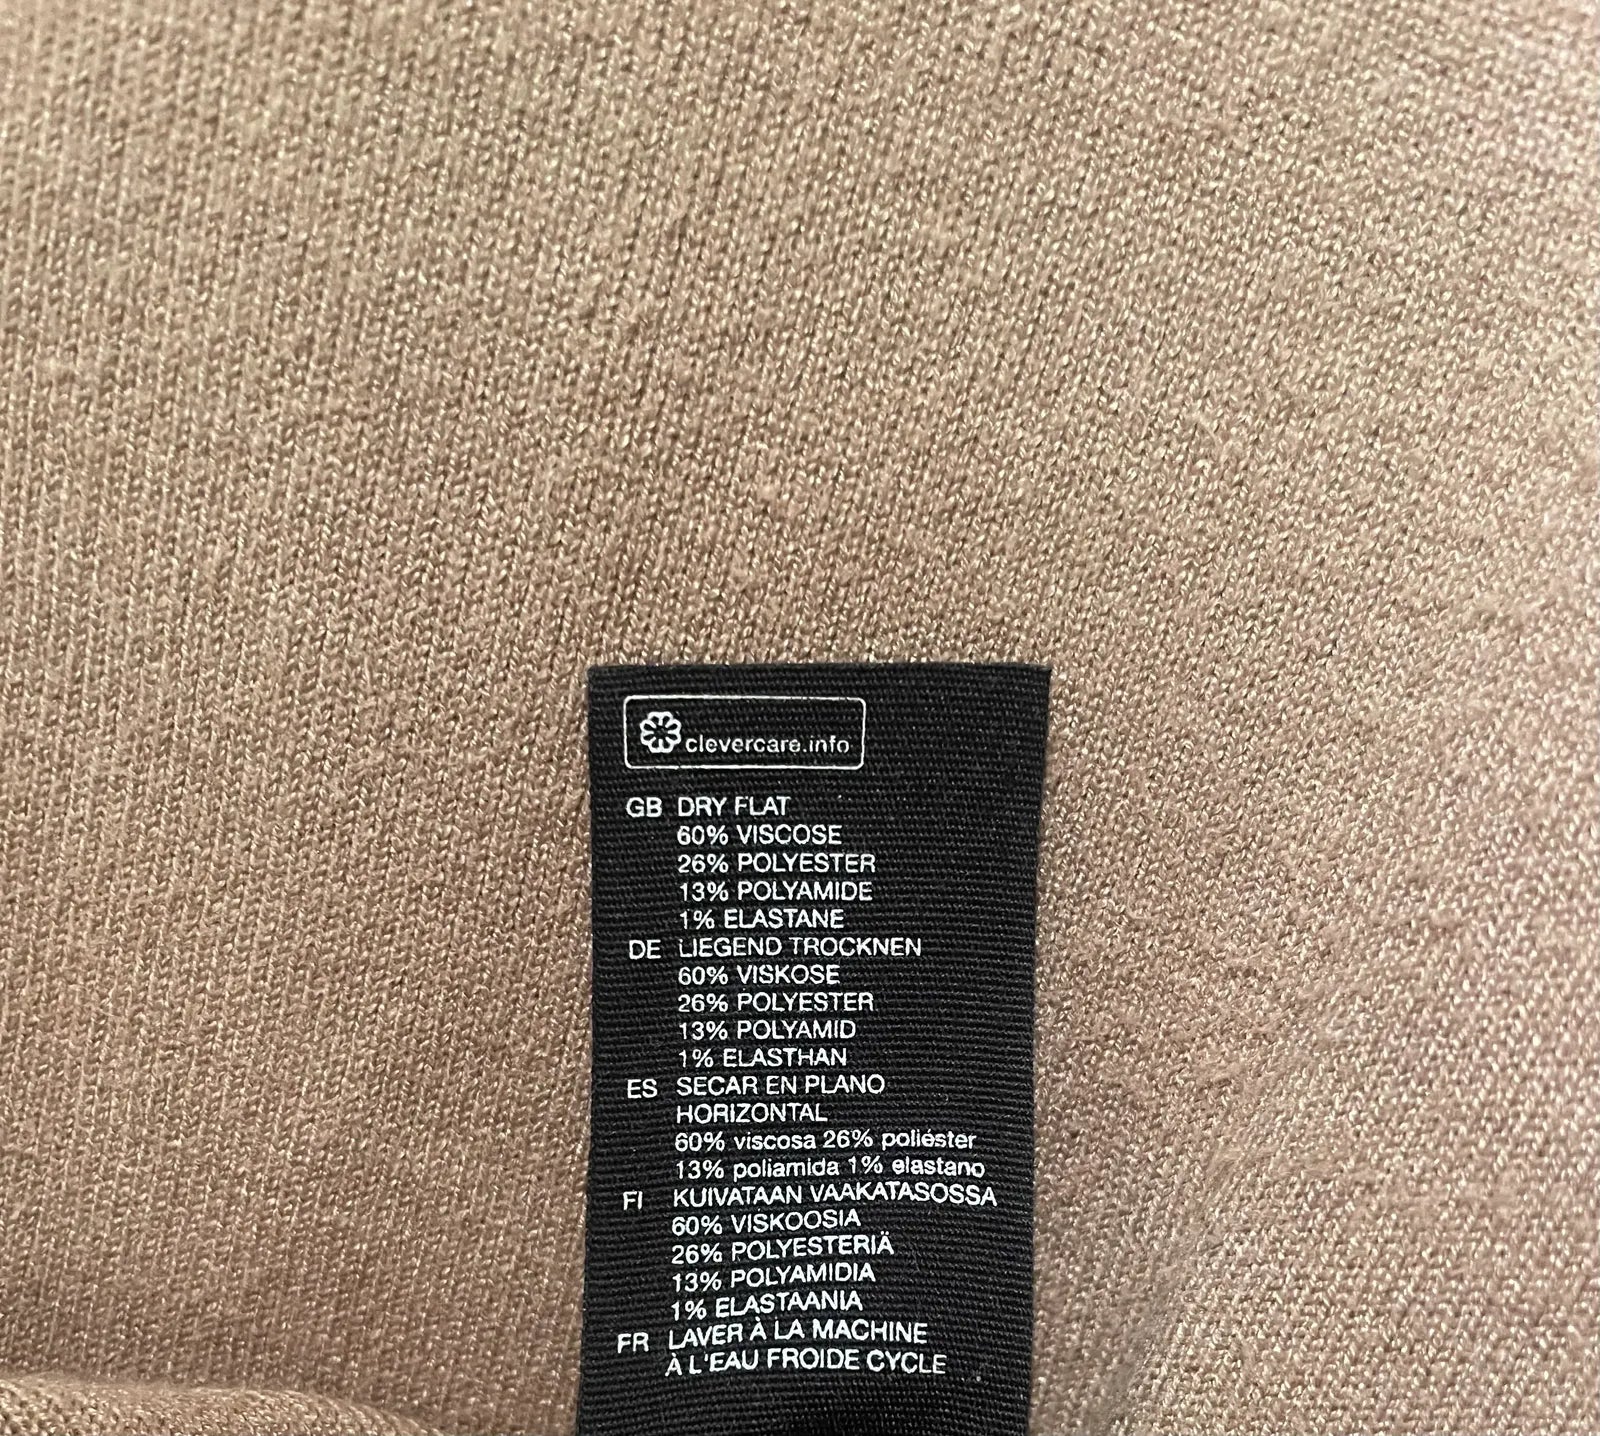 clevercare.info
GB DRY FLAT
60% VISCOSE
26% POLYESTER
13% POLYAMIDE
1% ELASTANE
DE LIEGEND TROCKNEN
60% VISKOSE
26% POLYESTER
13% POLYAMID
1% ELASTHAN
ES SECAR EN PLANO
HORIZONTAL
60% viscosa 26% poliéster
13% poliamida 1% elastano
FI KUIVATAAN VAAKATASOSSA
60% VISKOOSIA
26% POLYESTERIÄ
13% POLYAMIDIA
1% ELASTAANIA
FR LAVER À LA MACHINE
À L'EAU FROIDE CYCLE